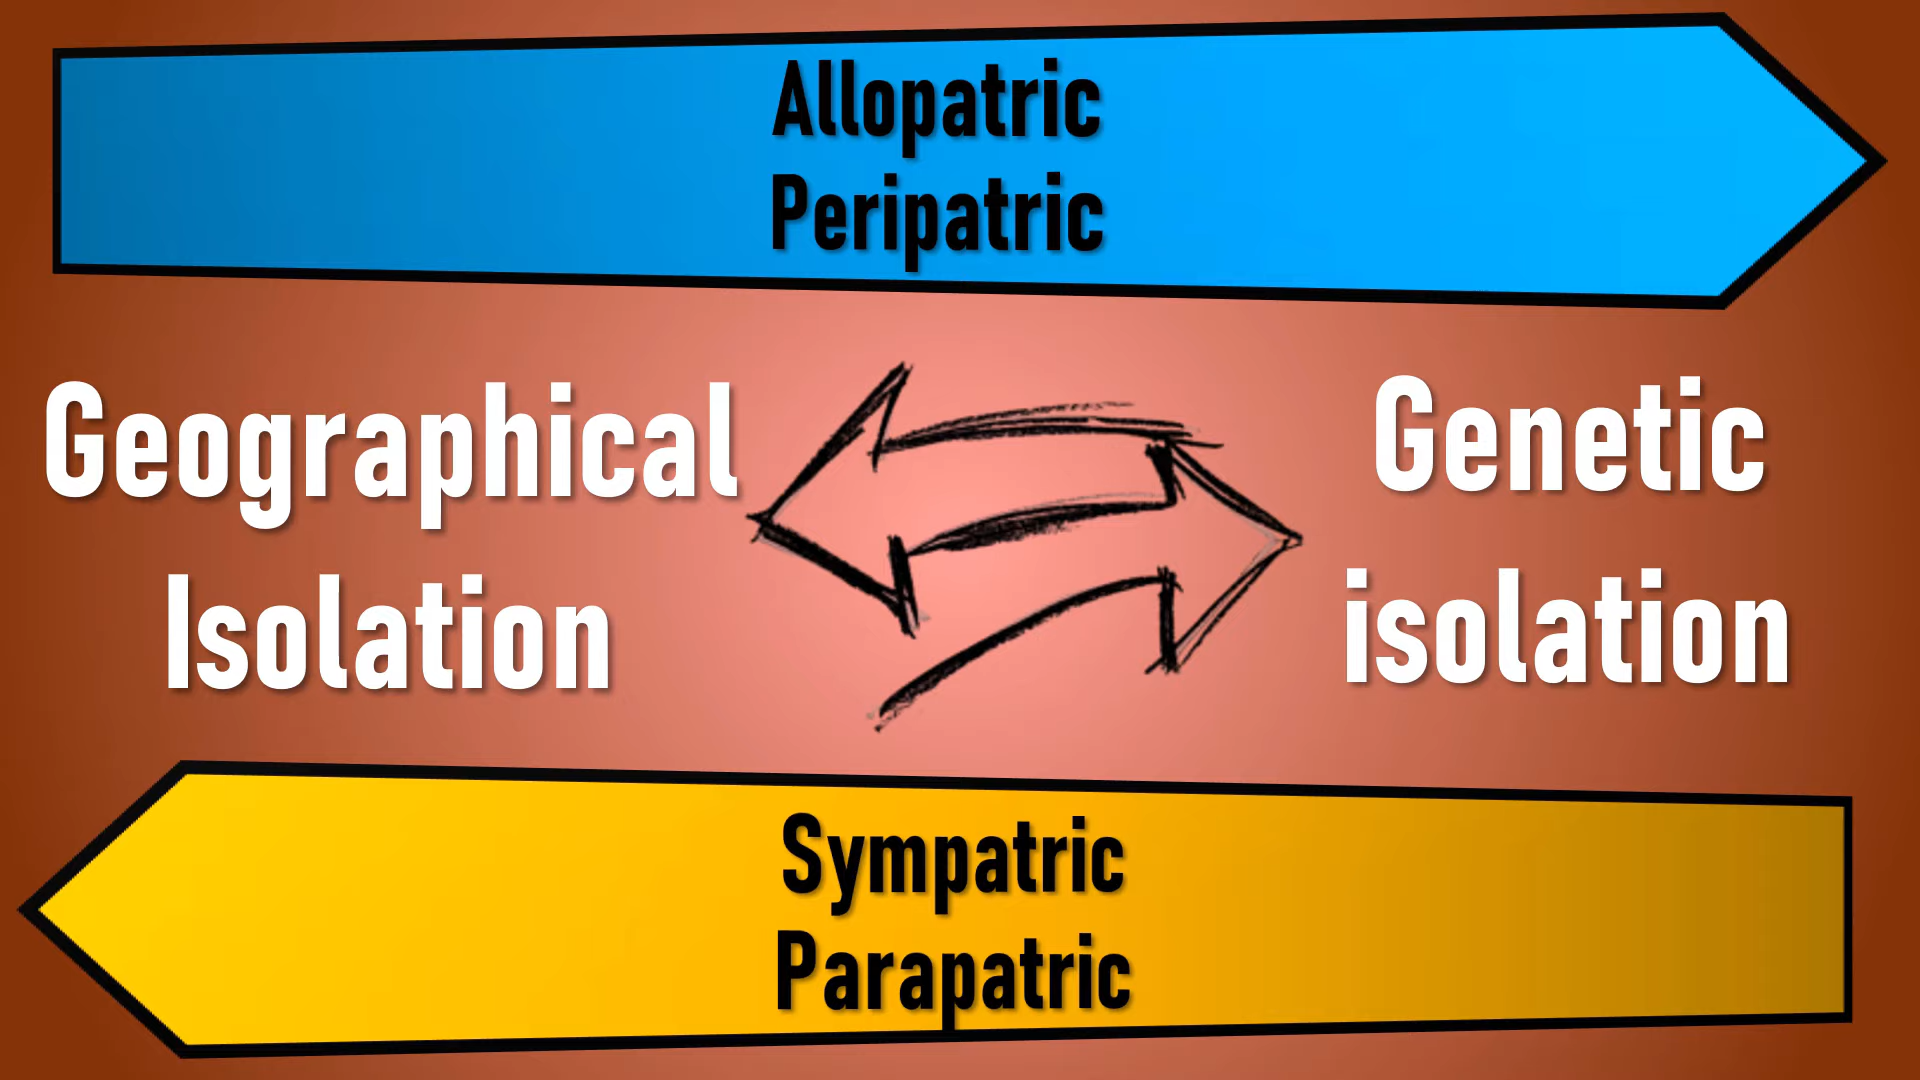 Allopatric
Peripatric
Geographical
Isolation
Genetic
isolation
Sympatric
Parapatric